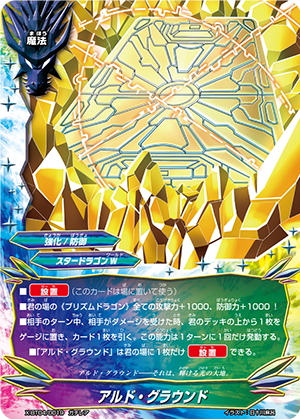 魔法
強化 / 防御
スタードラゴンW
■ 設置 (このカードは場に置いて使う)
■君の場の《プリズムドラゴン》全ての攻撃力+1000、防御力+1000!
■相手のターン中、相手がダメージを受けた時、君のデッキの上から1枚を
ゲージに置き、カード1枚を引く。この能力は1ターンに1回だけ発動する。
■「アルド・グラウンド」は君の場に1枚だけ 設置 できる。
アルド・グラウンド―――それは、輝ける光の大地。
アルド・グラウンド